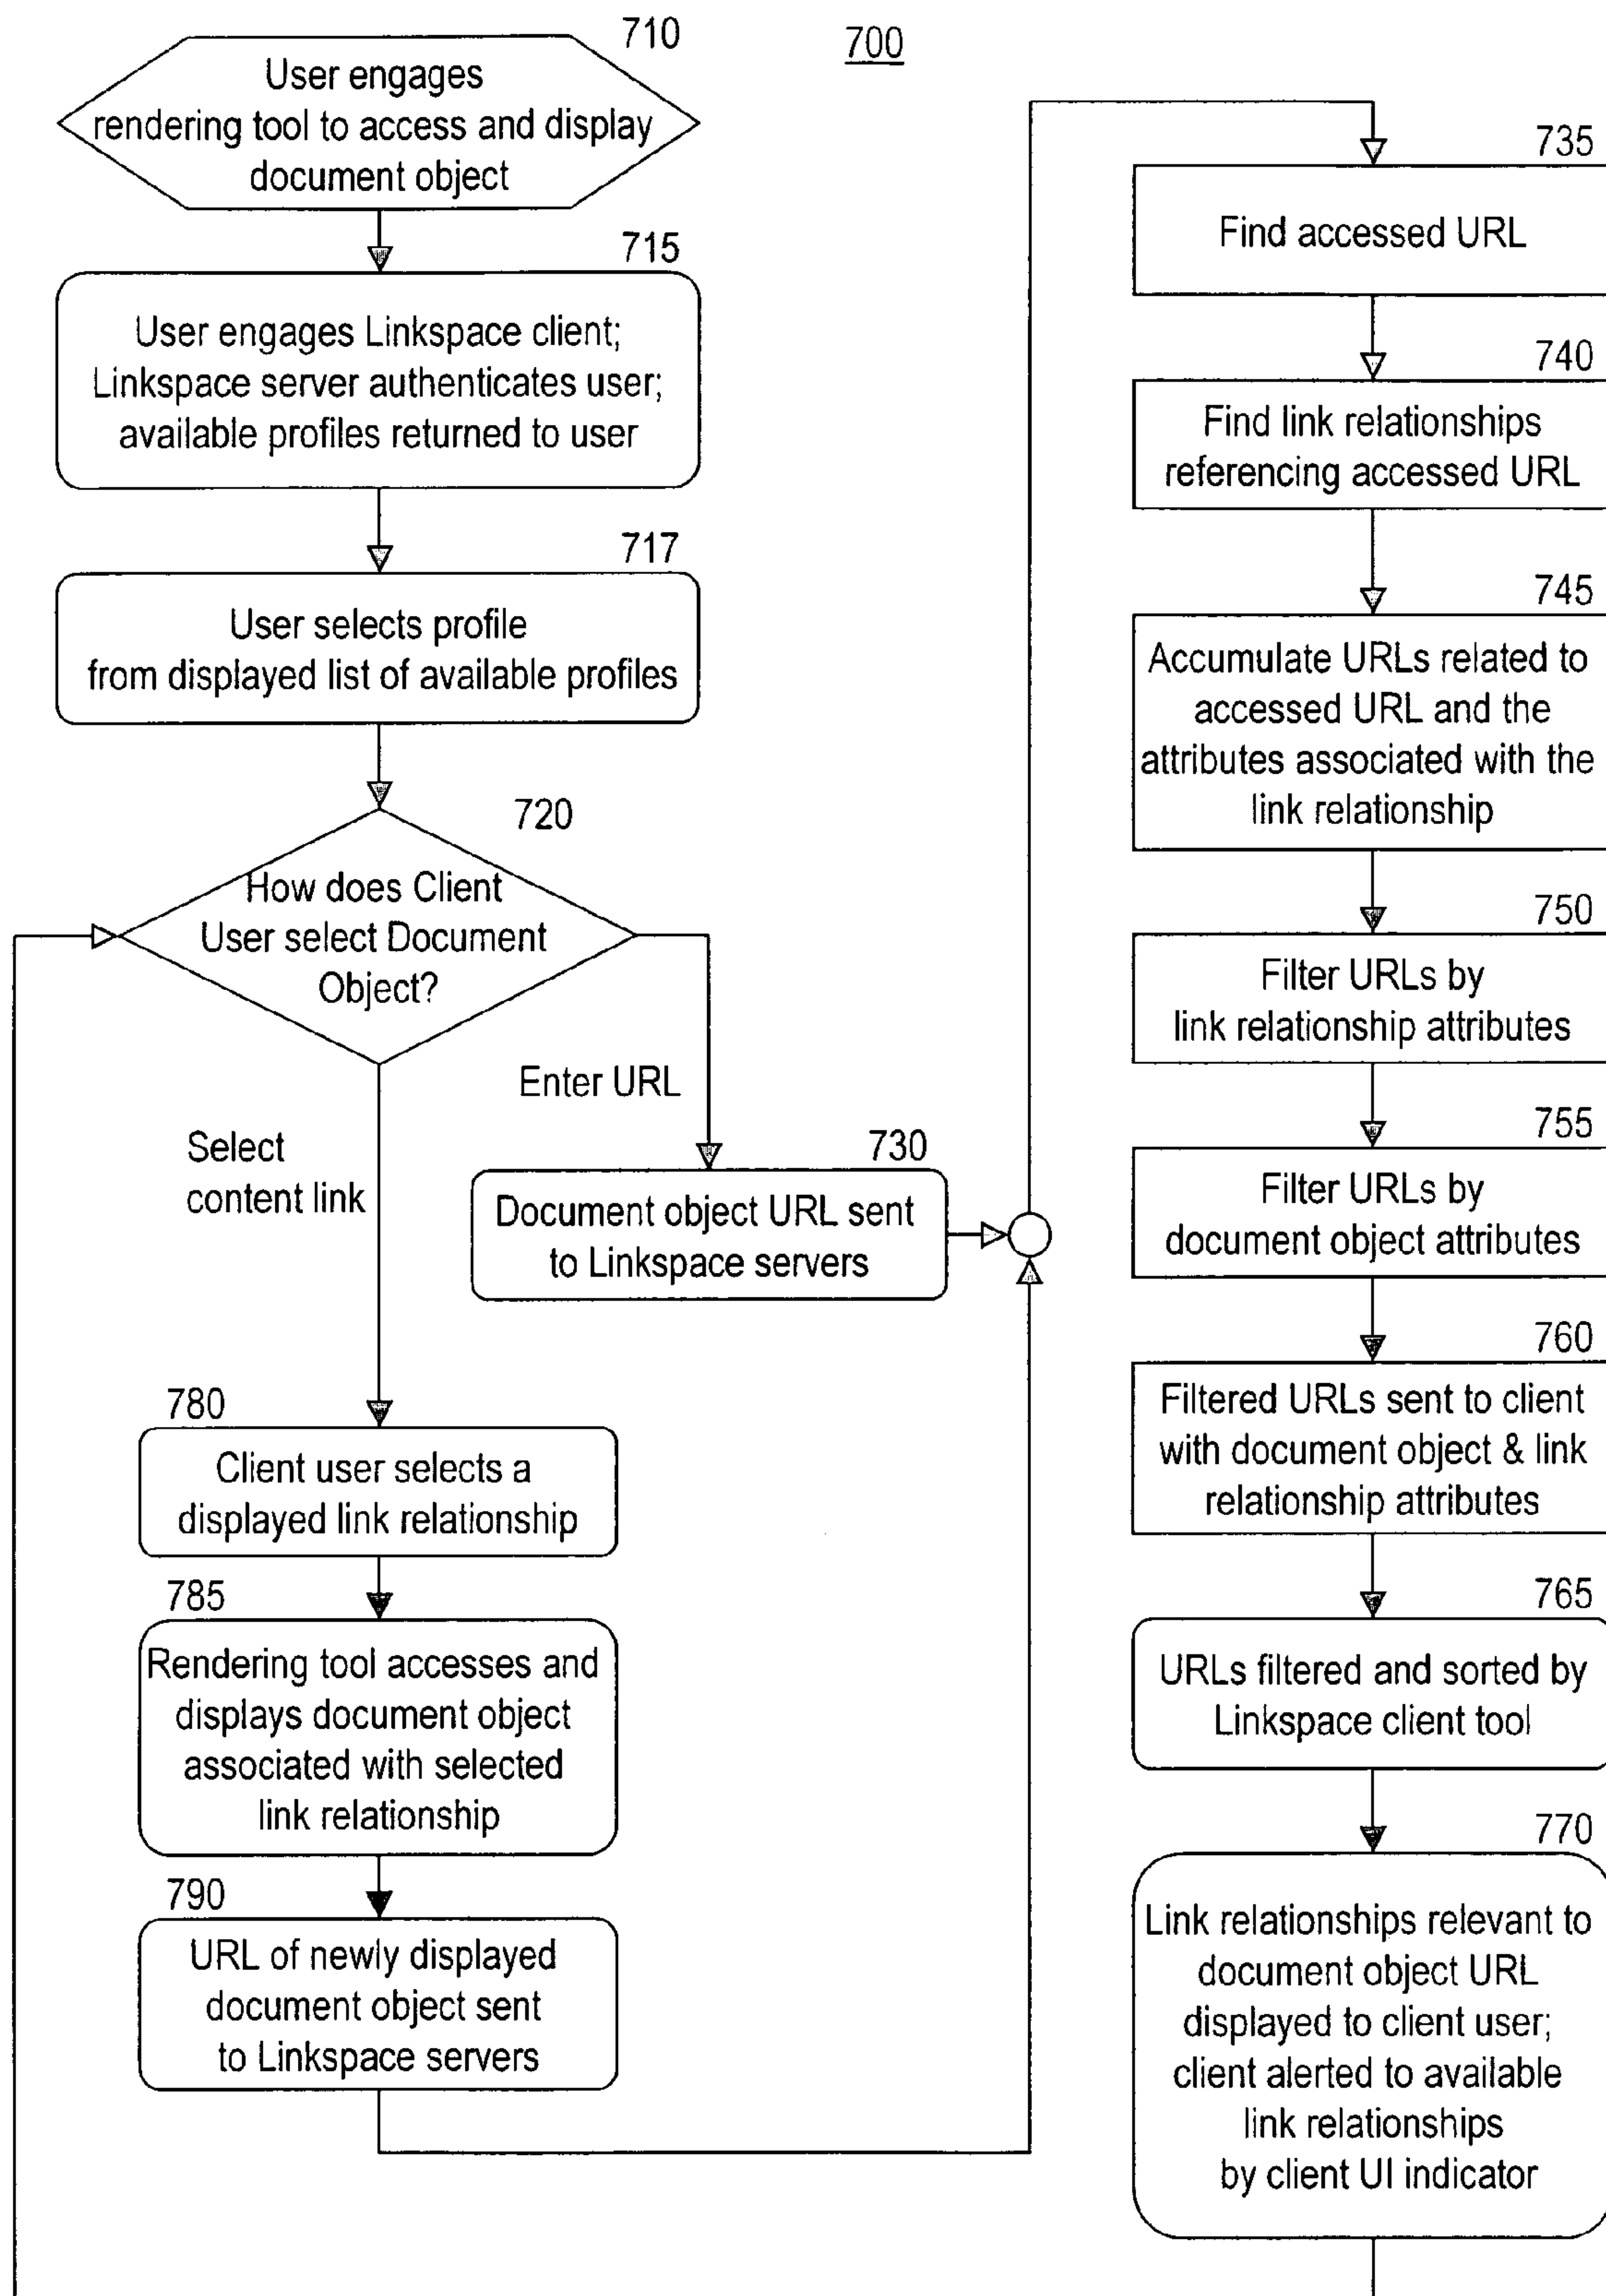 700
710
User engages
rendering tool to access and display
document object
715
User engages Linkspace client;
Linkspace server authenticates user;
available profiles returned to user
717
User selects profile
from displayed list of available profiles
720
How does Client
User select Document
Object?
Enter URL
Select
content link
730
Document object URL sent
to Linkspace servers
780
Client user selects a
displayed link relationship
785
Rendering tool accesses and
displays document object
associated with selected
link relationship
790
URL of newly displayed
document object sent
to Linkspace servers
735
Find accessed URL
740
Find link relationships
referencing accessed URL
745
Accumulate URLs related to
accessed URL and the
attributes associated with the
link relationship
750
Filter URLs by
link relationship attributes
755
Filter URLs by
document object attributes
760
Filtered URLs sent to client
with document object & link
relationship attributes
765
URLs filtered and sorted by
Linkspace client tool
770
Link relationships relevant to
document object URL
displayed to client user;
client alerted to available
link relationships
by client UI indicator